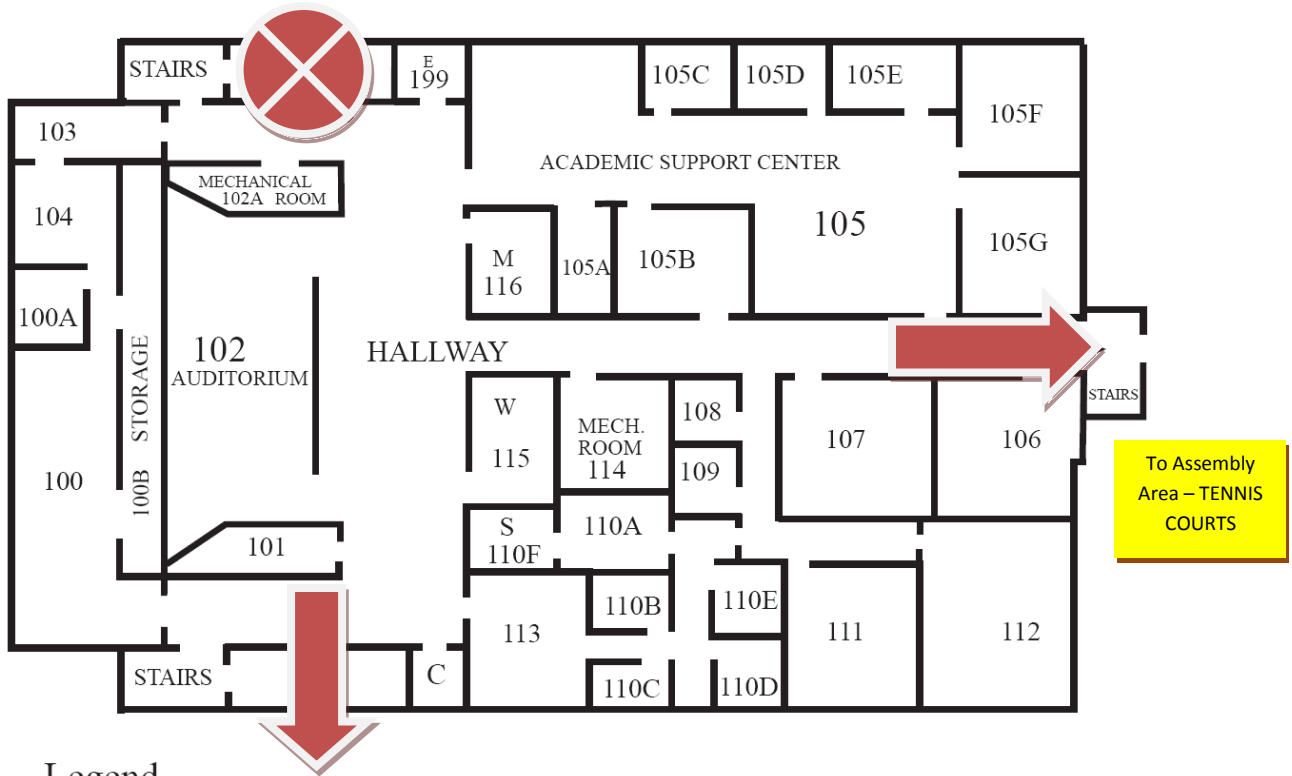 STAIRS
E
199
105C
105D
105E
105F
103
ACADEMIC SUPPORT CENTER
MECHANICAL
102A ROOM
104
105
105G
M
116
105A
105B
100A
102
AUDITORIUM
HALLWAY
100B STORAGE
STAIRS
W
115
MECH.
ROOM
114
108
107
106
109
100
To Assembly
Area – TENNIS
COURTS
S
110F
110A
101
110B
110E
113
111
112
STAIRS
C
110C
110D
Legend